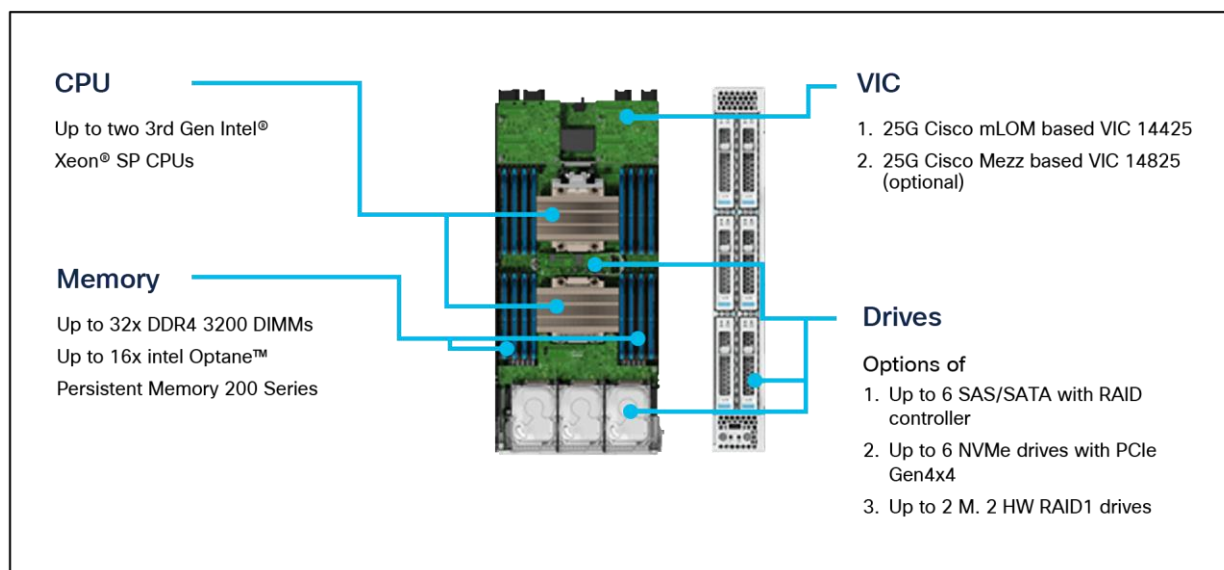 CPU
Up to two 3rd Gen Intel®
Xeon® SP CPUs
Memory
Up to 32x DDR4 3200 DIMMs
Up to 16x intel Optane™
Persistent Memory 200 Series
VIC
1. 25G Cisco mLOM based VIC 14425
2. 25G Cisco Mezz based VIC 14825
(optional)
Drives
Options of
1. Up to 6 SAS/SATA with RAID
controller
2. Up to 6 NVMe drives with PCIe
Gen4x4
3. Up to 2 M. 2 HW RAID1 drives